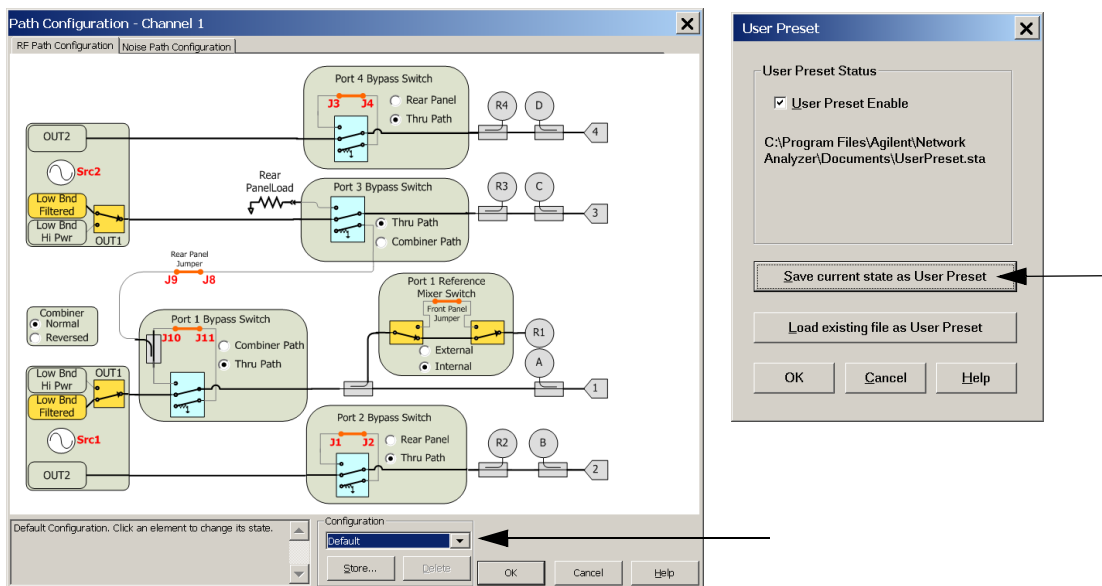 Path Configuration - Channel 1
RF Path Configuration
Noise Path Configuration
Port 4 Bypass Switch
J3 J4
Rear Panel
Thru Path
R4
D
4
OUT2
Src2
Low Bnd
Filtered
Low Bnd
Hi Pwr
OUT1
Rear
PanelLoad
Port 3 Bypass Switch
Thru Path
Combiner Path
R3
C
3
Rear Panel
Jumper
J9 J8
Port 1 Reference
Mixer Switch
Front Panel
Jumper
External
Internal
R1
A
1
Combiner
Normal
Reversed
Port 1 Bypass Switch
J10 J11
Combiner Path
Thru Path
Low Bnd
Hi Pwr
OUT1
Low Bnd
Filtered
Src1
OUT2
Port 2 Bypass Switch
J1 J2
Rear Panel
Thru Path
R2
B
2
Default Configuration. Click an element to change its state.
Configuration
Default
Store...
Delete
OK
Cancel
Help
User Preset
User Preset Status
User Preset Enable
C:\Program Files\Agilent\Network
Analyzer\Documents\UserPreset.sta
Save current state as User Preset
Load existing file as User Preset
OK
Cancel
Help